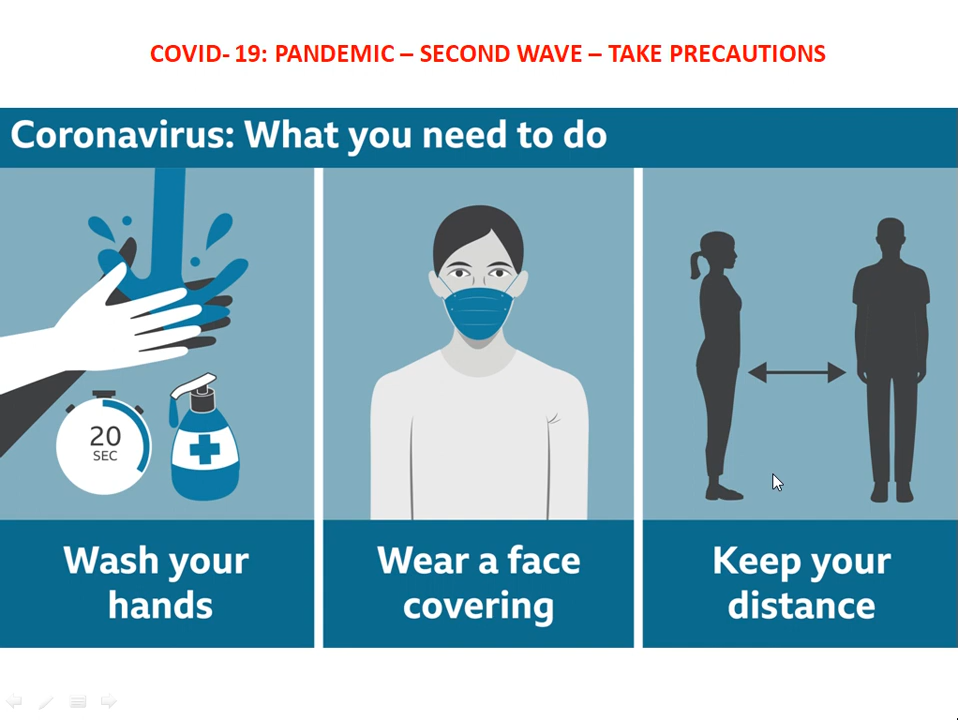 COVID- 19: PANDEMIC – SECOND WAVE – TAKE PRECAUTIONS
Coronavirus: What you need to do
20
SEC
Wash your
hands
Wear a face
covering
Keep your
distance